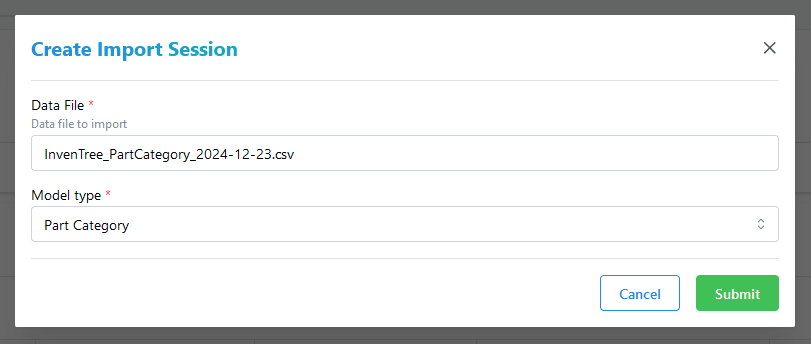 Create Import Session
Data File *
Data file to import
InvenTree_PartCategory_2024-12-23.csv
Model type *
Part Category
Cancel Submit